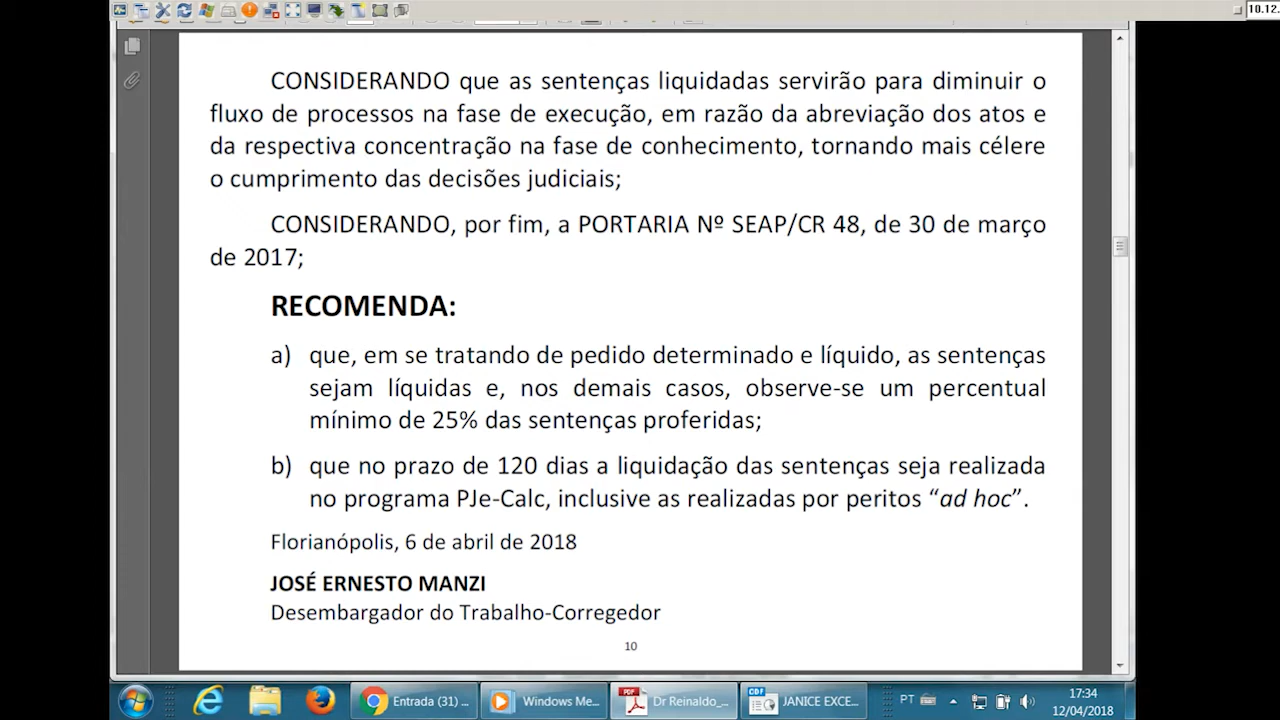 10.12.
CONSIDERANDO que as sentenças liquidadas servirão para diminuir o
fluxo de processos na fase de execução, em razão da abreviação dos atos e
da respectiva concentração na fase de conhecimento, tornando mais célere
o cumprimento das decisões judiciais;
CONSIDERANDO, por fim, a PORTARIA Nº SEAP/CR 48, de 30 de março
de 2017;
RECOMENDA:
a) que, em se tratando de pedido determinado e líquido, as sentenças
sejam líquidas e, nos demais casos, observe-se um percentual
mínimo de 25% das sentenças proferidas;
b) que no prazo de 120 dias a liquidação das sentenças seja realizada
no programa PJe-Calc, inclusive as realizadas por peritos “ad hoc”.
Florianópolis, 6 de abril de 2018
JOSÉ ERNESTO MANZI
Desembargador do Trabalho-Corregedor
10
Entrada (31) ... Windows Me... PDF Dr Reinaldo_... CDF JANICE EXCE... PT 17:34
12/04/2018